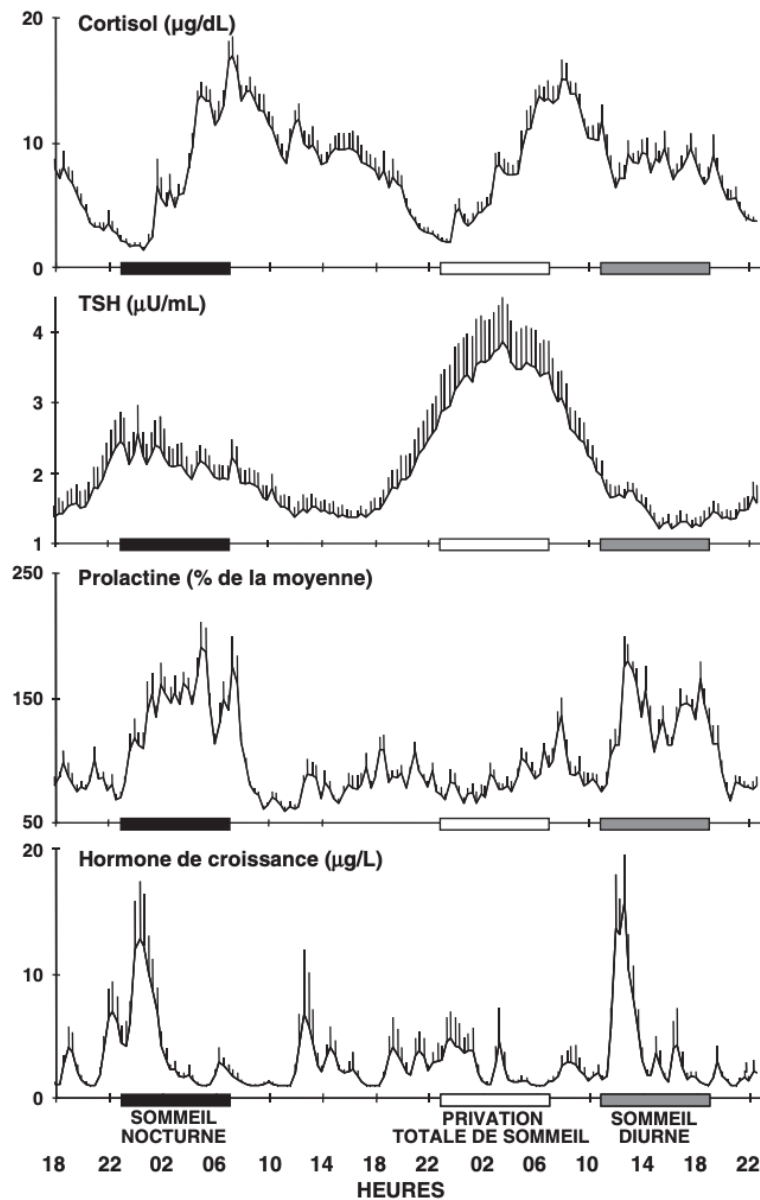 Cortisol (µg/dL)
20
10
0
TSH (µU/mL)
4
3
2
1
Prolactine (% de la moyenne)
250
150
50
Hormone de croissance (µg/L)
20
10
0
SOMMEIL NOCTURNE
PRIVATION TOTALE DE SOMMEIL
SOMMEIL DIURNE
18 22 02 06 10 14 18 22 02 06 10 14 18 22
HEURES